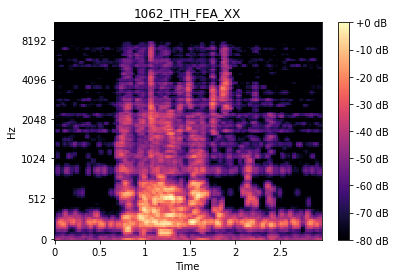 1062_ITH_FEA_XX
+0 dB
8192
-10 dB
4096
-20 dB
-30 dB
2048
Hz
-40 dB
1024
-50 dB
512
-60 dB
-70 dB
0
-80 dB
0 0.5 1 1.5 2 2.5
Time